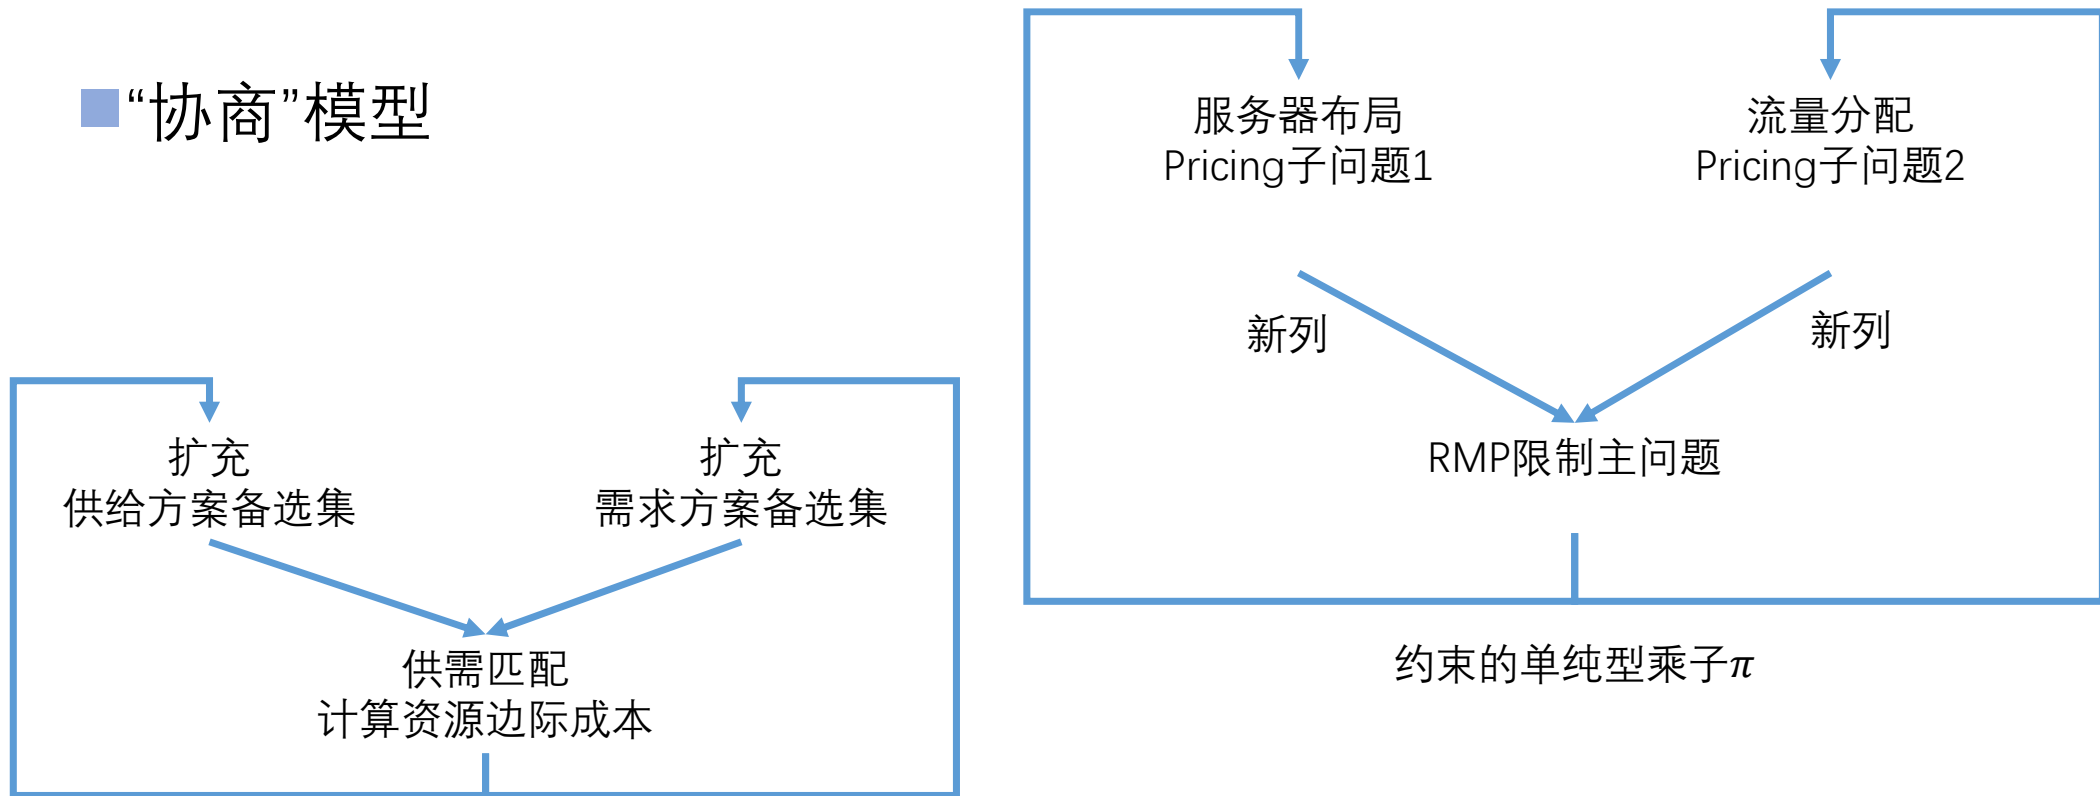 “协商”模型
服务器布局
Pricing子问题1
流量分配
Pricing子问题2
新列
新列
RMP限制主问题
约束的单纯型乘子π
扩充
供给方案备选集
扩充
需求方案备选集
供需匹配
计算资源边际成本